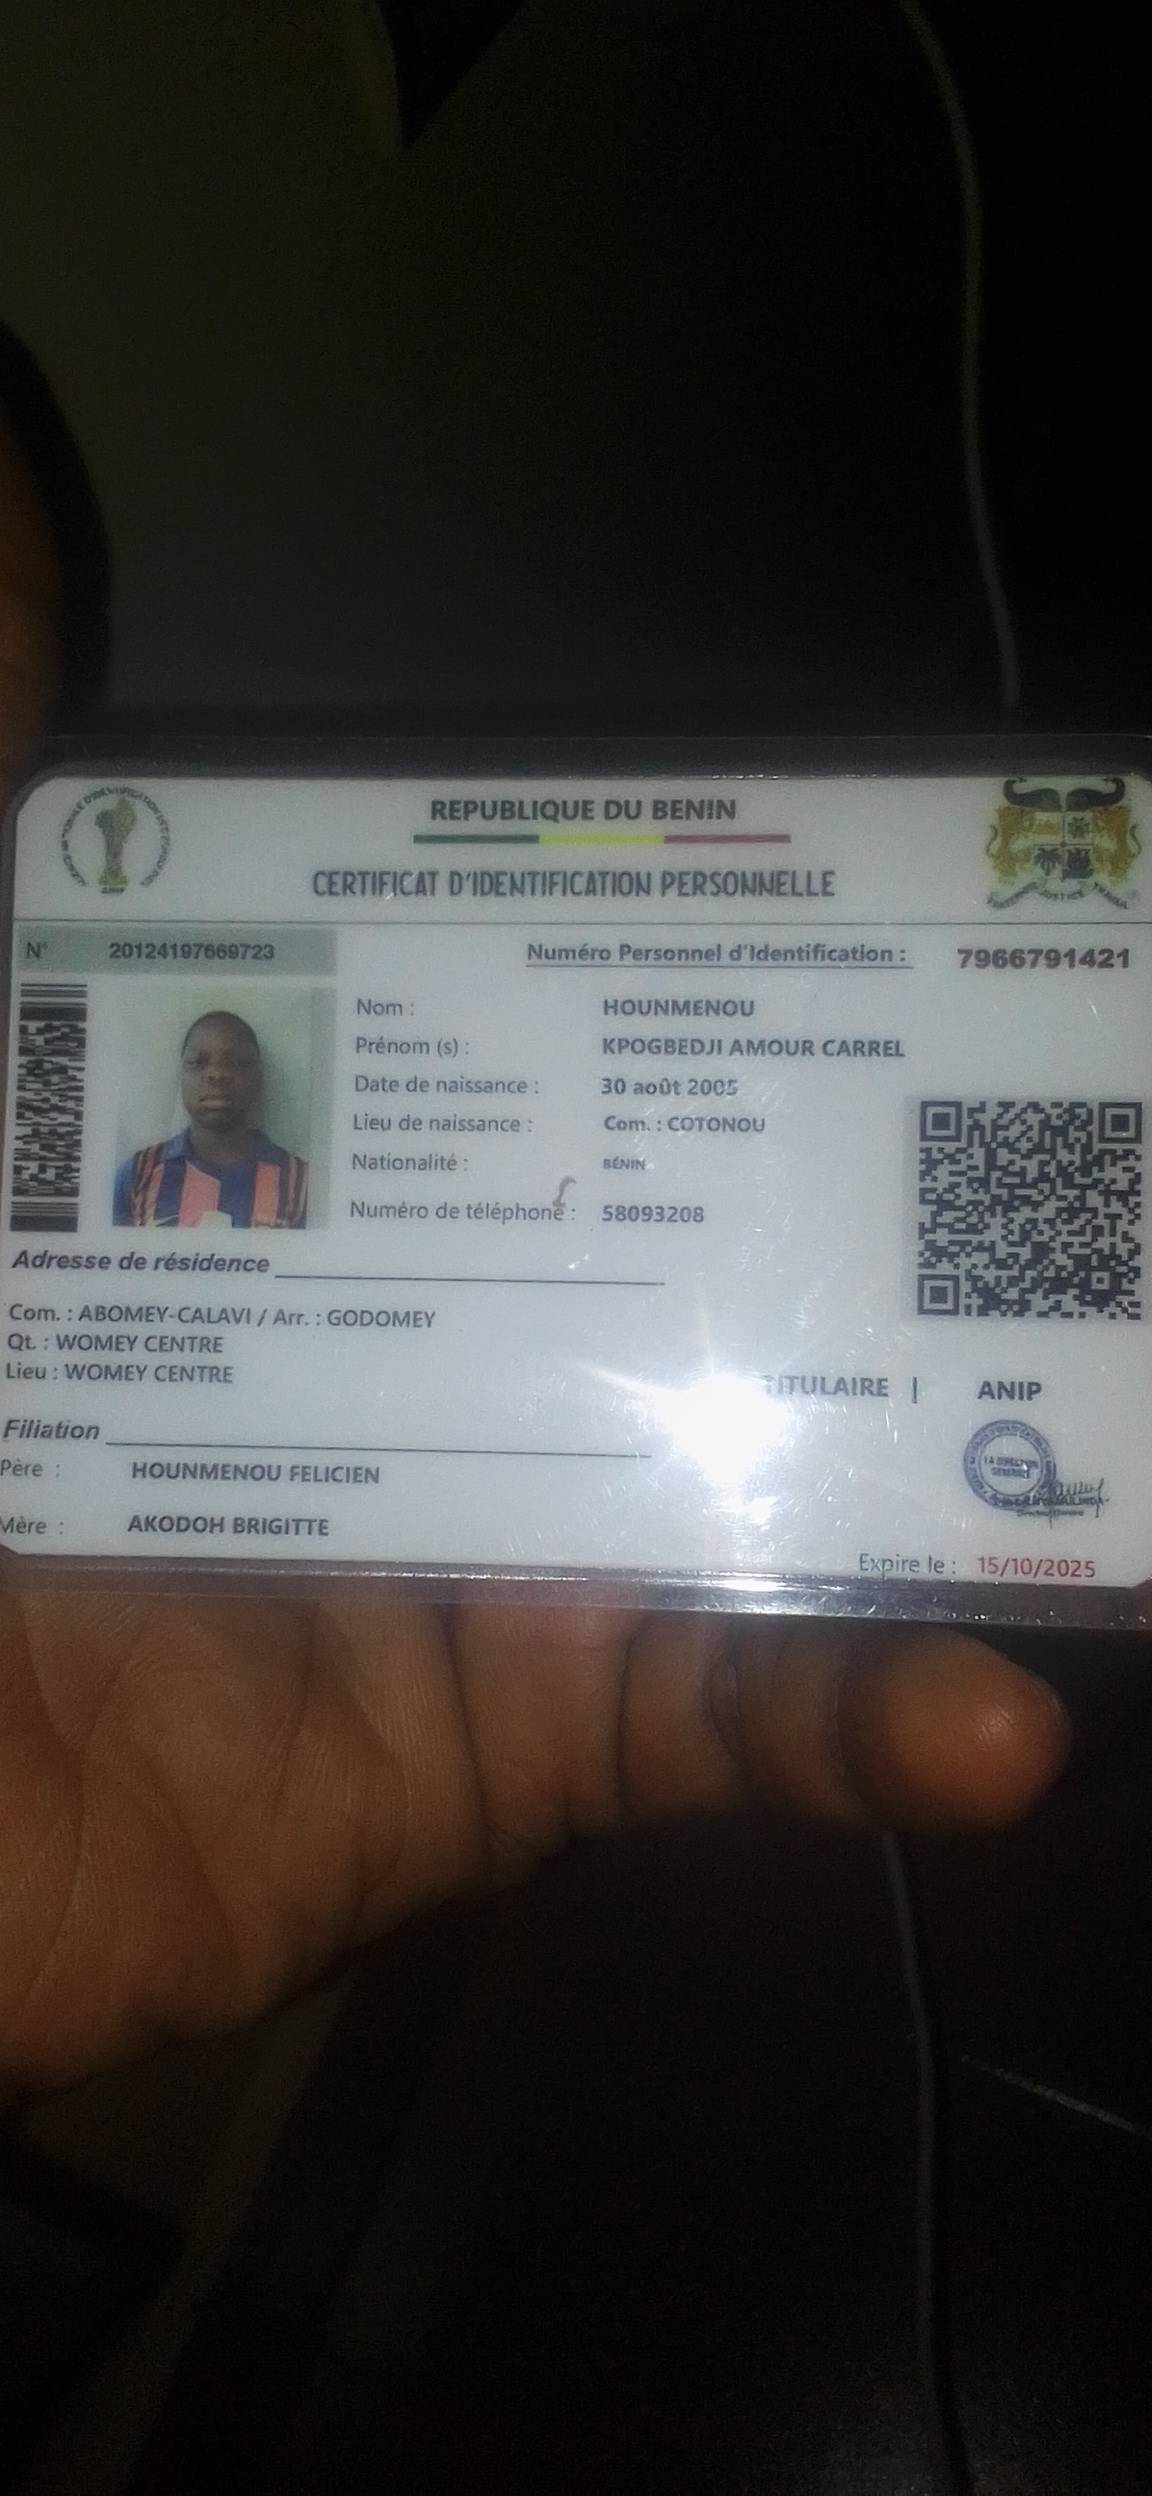 REPUBLIQUE DU BENIN
CERTIFICAT D'IDENTIFICATION PERSONNELLE
N° 20124197669723
Numéro Personnel d'Identification : 7966791421
Nom : HOUNMENOU
Prénom (s) : KPOGBEDJI AMOUR CARREL
Date de naissance : 30 août 2005
Lieu de naissance : Com. : COTONOU
Nationalité : BÉNIN
Numéro de téléphone : 58093208
Adresse de résidence
Com. : ABOMEY-CALAVI / Arr. : GODOMEY
Qt. : WOMEY CENTRE
Lieu : WOMEY CENTRE
TITULAIRE | ANIP
LA DIRECTION
GENERALE
Filiation
Père : HOUNMENOU FELICIEN
Mère : AKODOH BRIGITTE
Expire le : 15/10/2025